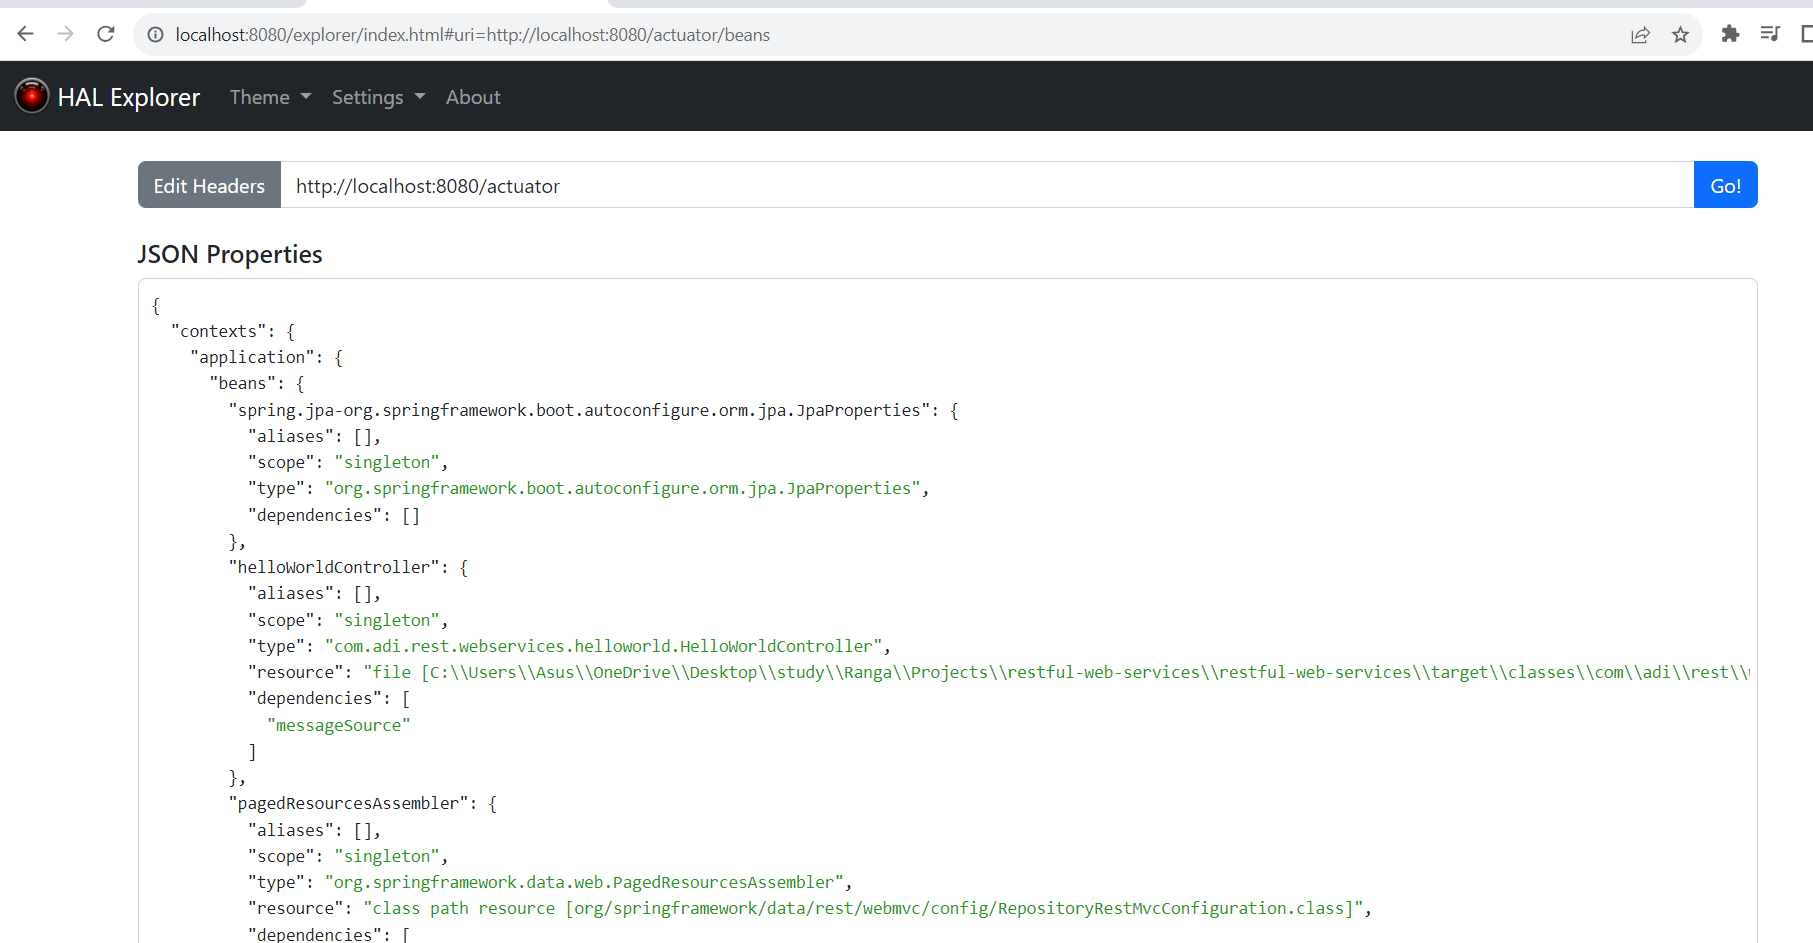 localhost:8080/explorer/index.html#uri=http://localhost:8080/actuator/beans
HAL Explorer Theme Settings About
Edit Headers http://localhost:8080/actuator Go!
JSON Properties
{
"contexts": {
"application": {
"beans": {
"spring.jpa-org.springframework.boot.autoconfigure.orm.jpa.JpaProperties": {
"aliases": [],
"scope": "singleton",
"type": "org.springframework.boot.autoconfigure.orm.jpa.JpaProperties",
"dependencies": []
},
"helloWorldController": {
"aliases": [],
"scope": "singleton",
"type": "com.adi.rest.webservices.helloworld.HelloWorldController",
"resource": "file [C:\\Users\\Asus\\OneDrive\\Desktop\\study\\Ranga\\Projects\\restful-web-services\\restful-web-services\\target\\classes\\com\\adi\\rest\\
"dependencies": [
"messageSource"
]
},
"pagedResourcesAssembler": {
"aliases": [],
"scope": "singleton",
"type": "org.springframework.data.web.PagedResourcesAssembler",
"resource": "class path resource [org/springframework/data/rest/webmvc/config/RepositoryRestMvcConfiguration.class]",
"dependencies": [